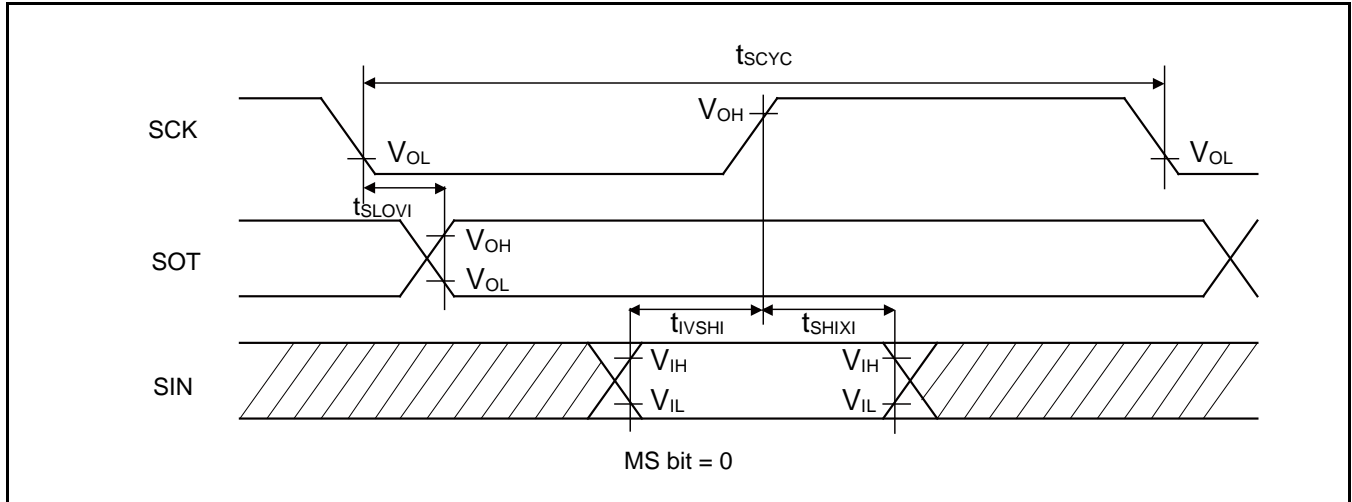 tSCYC
SCK
VOH
VOL
VOL
tSLOVI
SOT
VOH
VOL
tIVSHI
tSHIXI
SIN
VIH
VIH
VIL
VIL
MS bit = 0